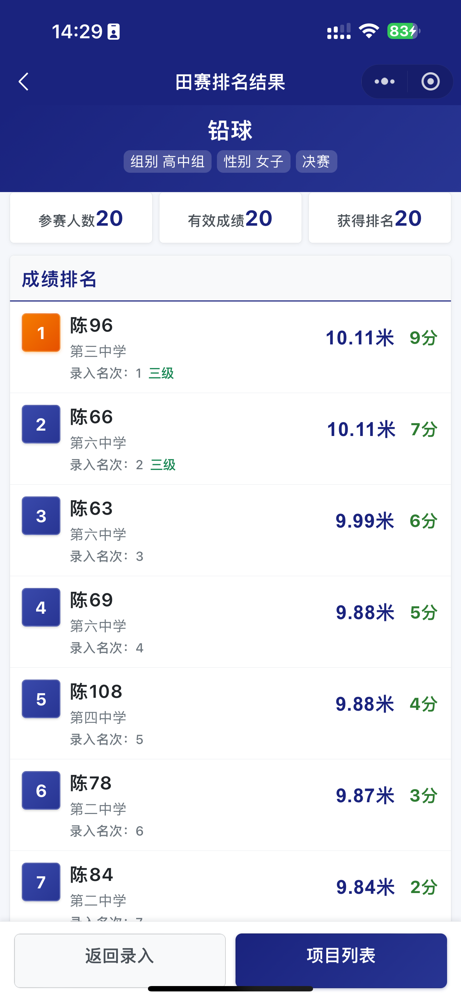 14:29
83
田赛排名结果
铅球
组别 高中组 性别 女子 决赛
参赛人数20 有效成绩20 获得排名20
成绩排名
1 陈96
10.11米 9分
第三中学
录入名次：1 三级
2 陈66
10.11米 7分
第六中学
录入名次：2 三级
3 陈63
9.99米 6分
第六中学
录入名次：3
4 陈69
9.88米 5分
第六中学
录入名次：4
5 陈108
9.88米 4分
第四中学
录入名次：5
6 陈78
9.87米 3分
第二中学
录入名次：6
7 陈84
9.84米 2分
第二中学
录入名次：7
返回录入 项目列表